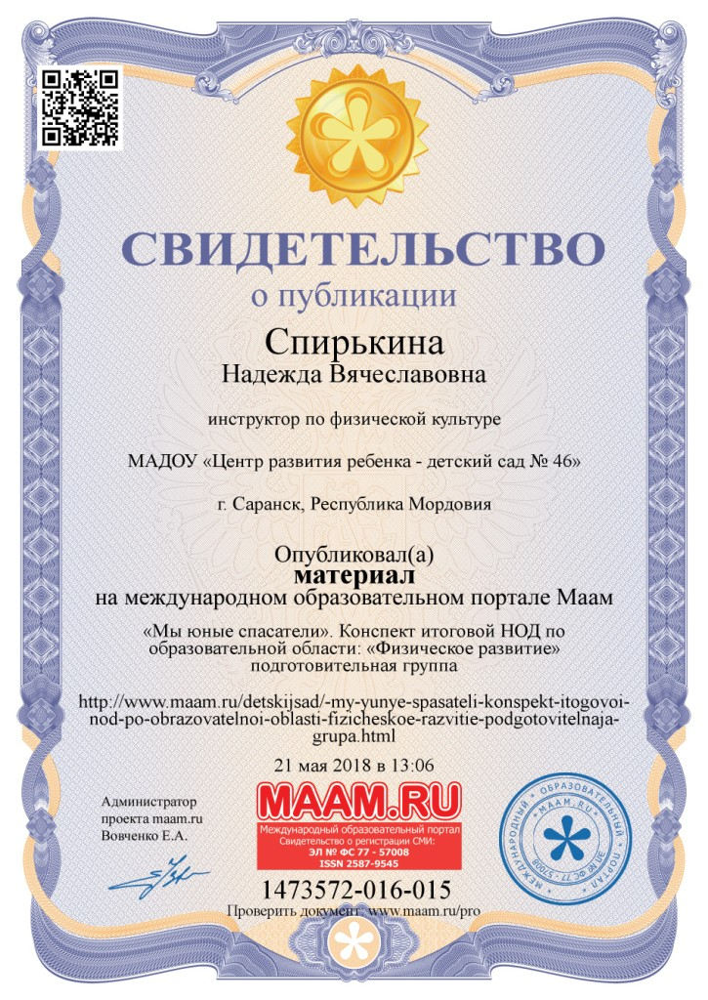 СВИДЕТЕЛЬСТВО
о публикации
Спирькина
Надежда Вячеславовна
инструктор по физической культуре
МАДОУ «Центр развития ребенка - детский сад № 46»
г. Саранск, Республика Мордовия
Опубликовал(а)
материал
на международном образовательном портале Маам
«Мы юные спасатели». Конспект итоговой НОД по
образовательной области: «Физическое развитие»
подготовительная группа
http://www.maam.ru/detskijsad/-my-yunye-spasateli-konspekt-itogovoi-
nod-po-obrazovatelnoi-oblasti-fizicheskoe-razvitie-podgotovitelnaja-
grupa.html
21 мая 2018 в 13:06
Администратор
проекта maam.ru
Вовченко Е.А.
MAAM.RU
Международный образовательный портал
Свидетельство о регистрации СМИ:
ЭЛ № ФС 77 - 57008
ISSN 2587-9545
МЕЖДУНАРОДНЫЙ * ОБРАЗОВАТЕЛЬНЫЙ * ПОРТАЛ *
* MAAM.RU *
ЭЛ № ФС 77 - 57008
1473572-016-015
Проверить документ: www.maam.ru/pro